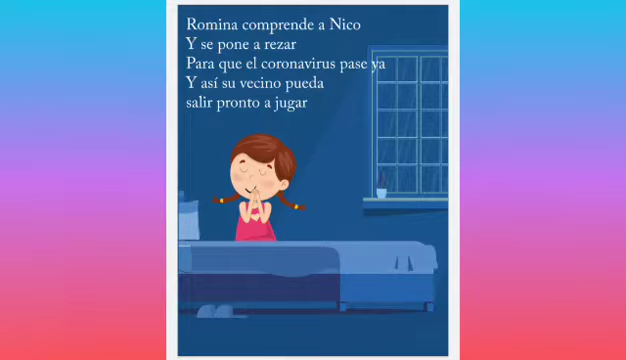 Romina comprende a Nico
Y se pone a rezar
Para que el coronavirus pase ya
Y así su vecino pueda
salir pronto a jugar